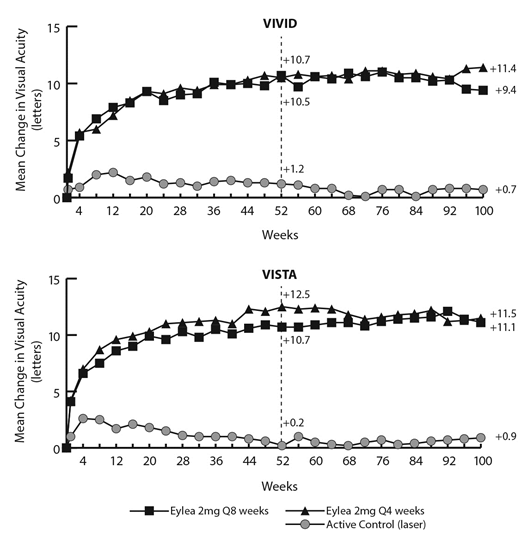 VIVID
Mean Change in Visual Acuity
(letters)
15
10
5
0
+10.7
+10.5
+1.2
+11.4
+9.4
+0.7
4 12 20 28 36 44 52 60 68 76 84 92 100
Weeks
VISTA
Mean Change in Visual Acuity
(letters)
15
10
5
0
+12.5
+10.7
+0.2
+11.5
+11.1
+0.9
4 12 20 28 36 44 52 60 68 76 84 92 100
Weeks
Eylea 2mg Q8 weeks
Eylea 2mg Q4 weeks
Active Control (laser)